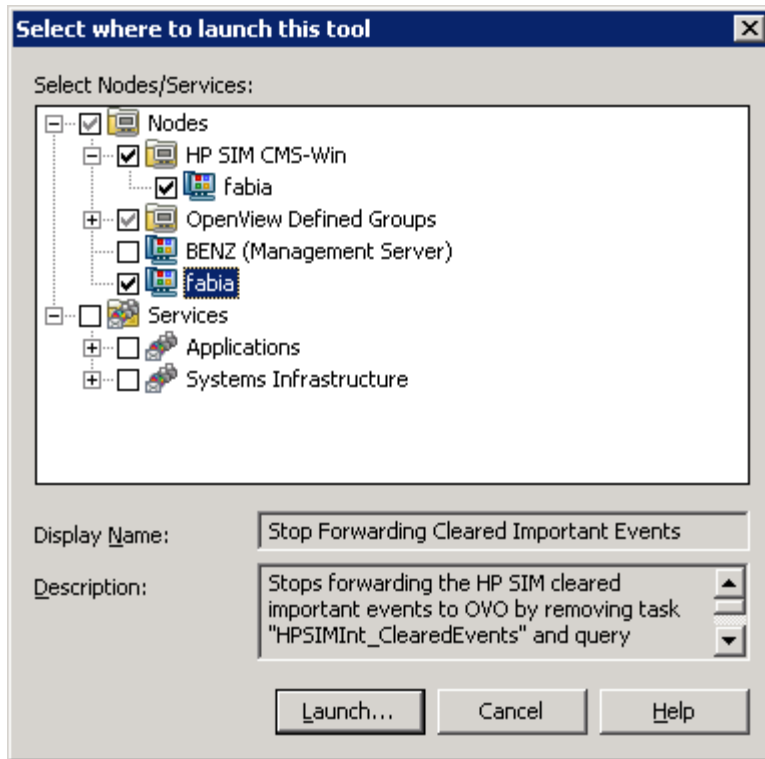 Select where to launch this tool
Select Nodes/Services:
Nodes
HP SIM CMS-Win
fabia
OpenView Defined Groups
BENZ (Management Server)
fabia
Services
Applications
Systems Infrastructure
Display Name:
Stop Forwarding Cleared Important Events
Description:
Stops forwarding the HP SIM cleared
important events to OVO by removing task
"HPSIMInt_ClearedEvents" and query
Launch...
Cancel
Help